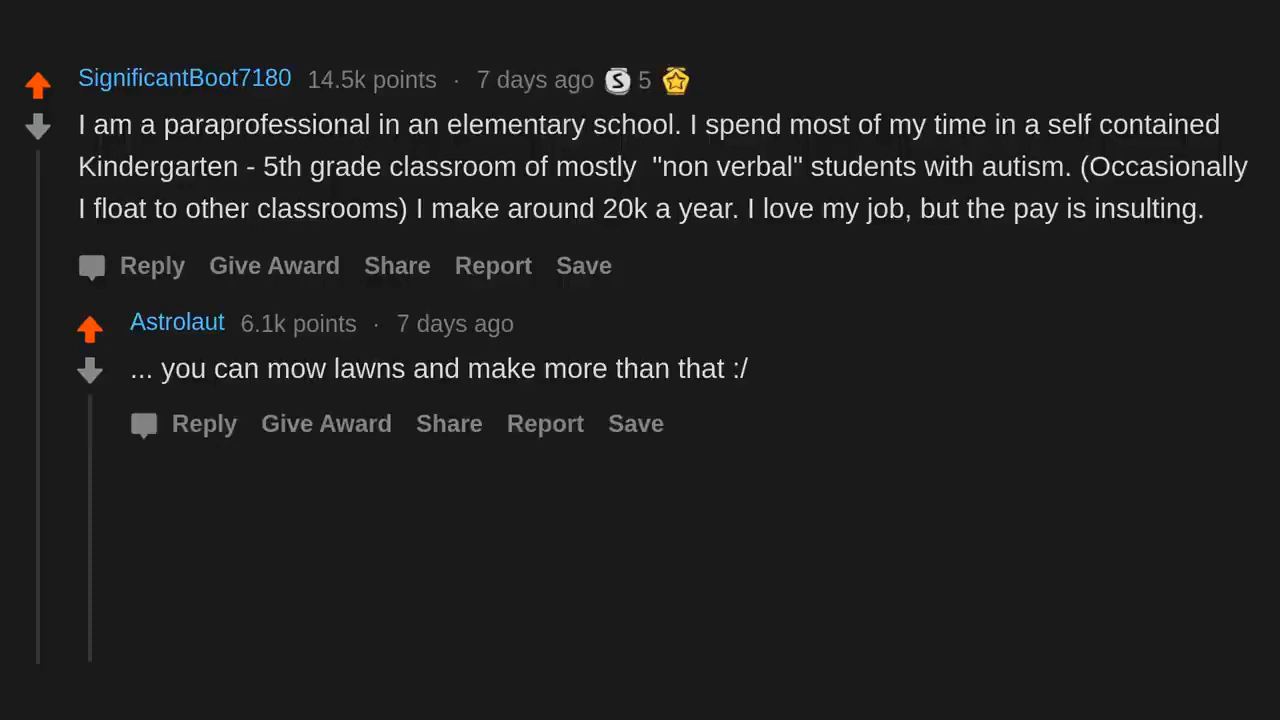 SignificantBoot7180 14.5k points · 7 days ago S 5
I am a paraprofessional in an elementary school. I spend most of my time in a self contained
Kindergarten - 5th grade classroom of mostly "non verbal" students with autism. (Occasionally
I float to other classrooms) I make around 20k a year. I love my job, but the pay is insulting.
Reply Give Award Share Report Save
Astrolaut 6.1k points · 7 days ago
... you can mow lawns and make more than that :/
Reply Give Award Share Report Save